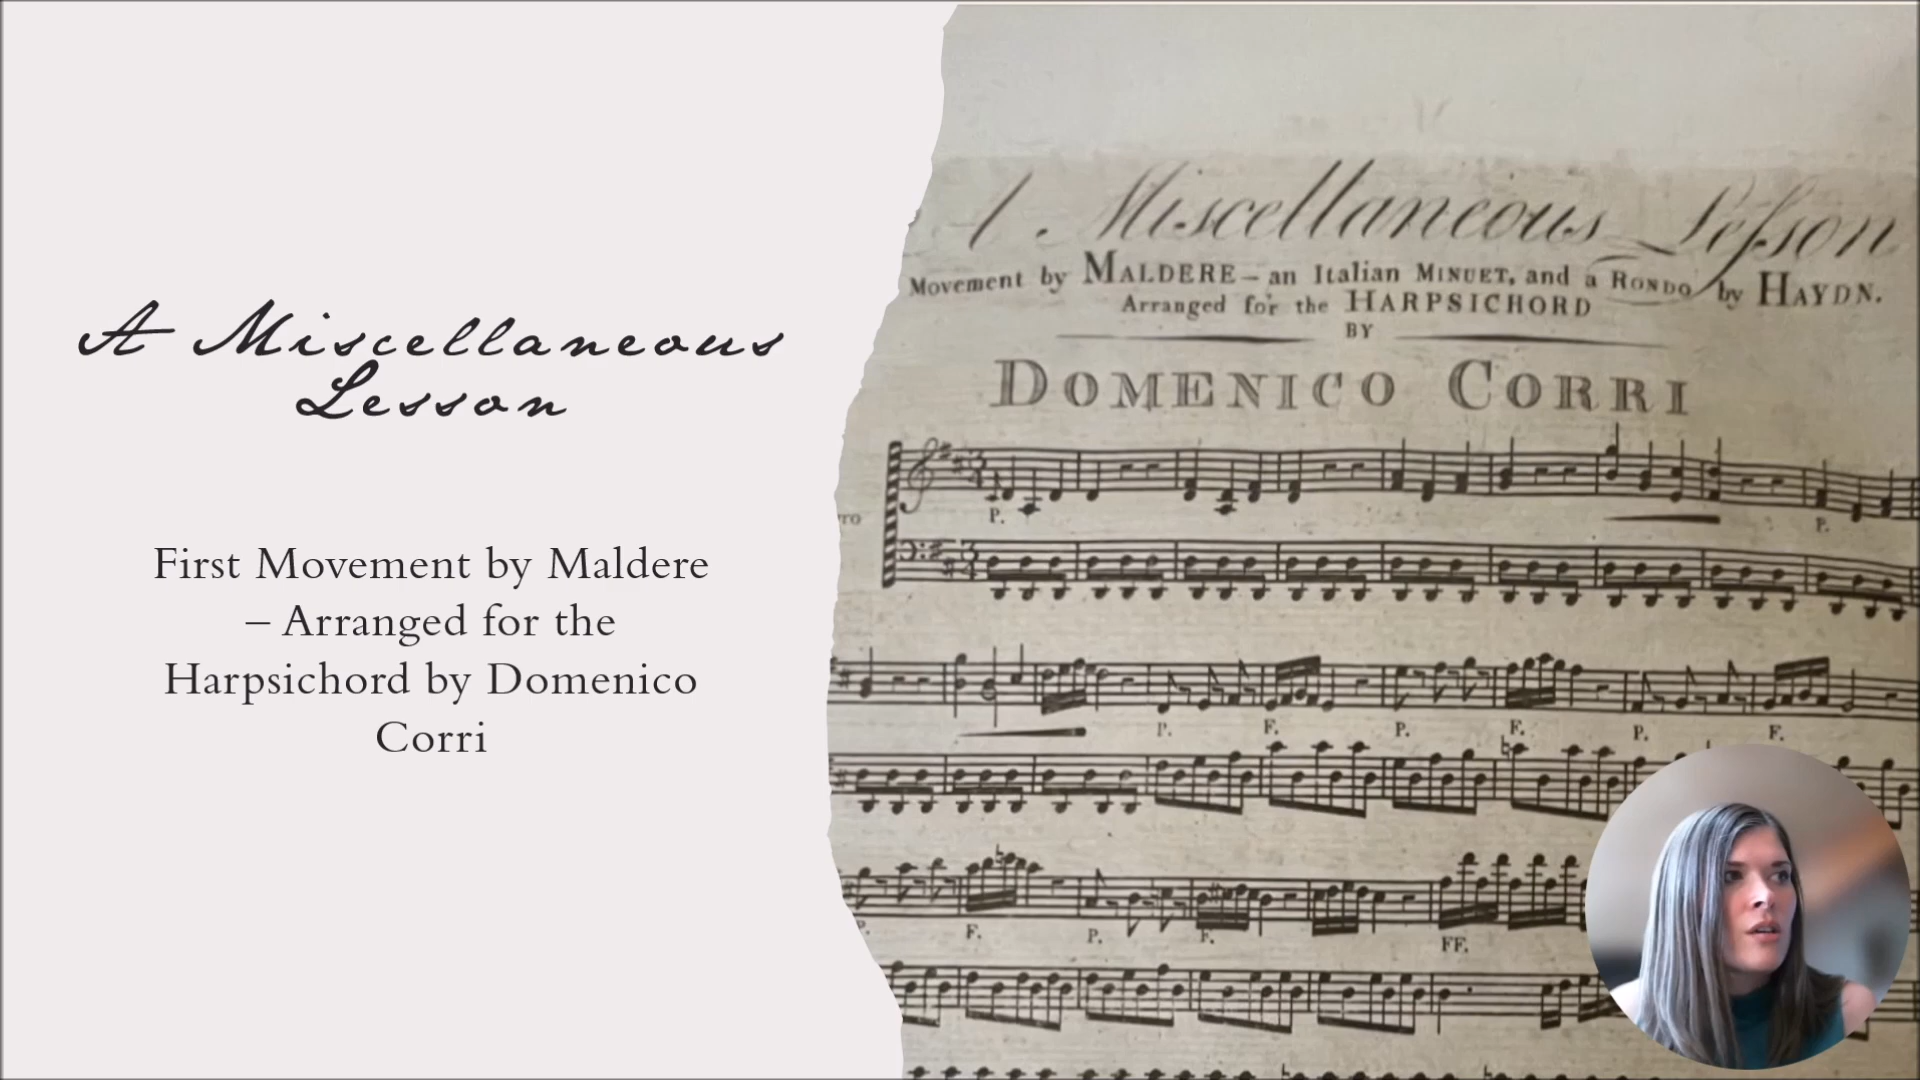 A Miscellaneous
Lesson
First Movement by Maldere
– Arranged for the
Harpsichord by Domenico
Corri
A Miscellaneous Leſson
Movement by MALDERE – an Italian MINUET, and a RONDO by HAYDN.
Arranged for the HARPSICHORD
BY
DOMENICO CORRI
P. P.
P. F. P. F. P. F.
P. F. P. F. FF.